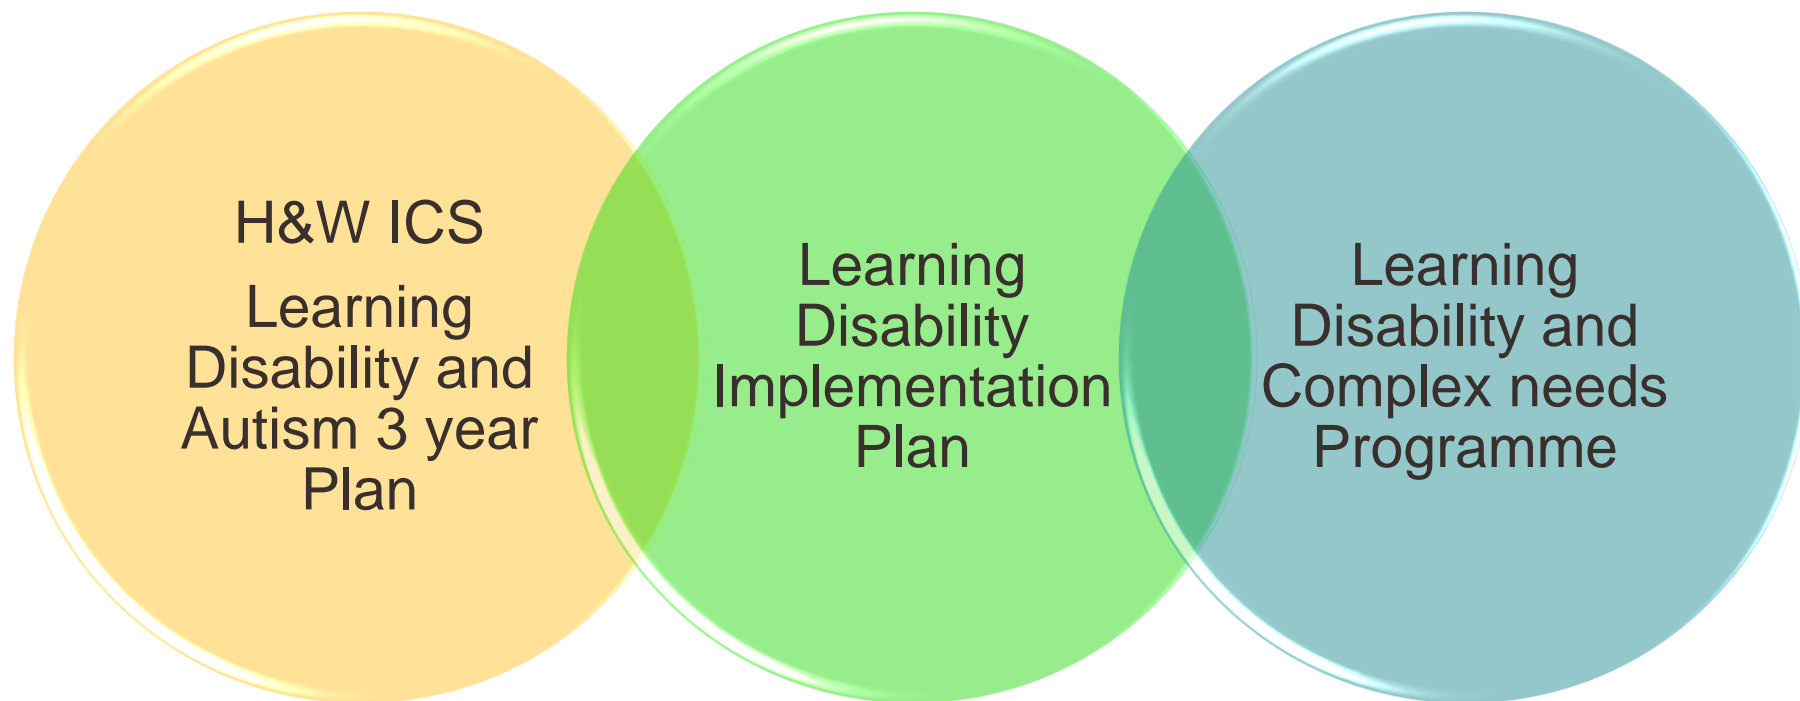 H&W ICS
Learning
Disability and
Autism 3 year
Plan
Learning
Disability
Implementation
Plan
Learning
Disability and
Complex needs
Programme